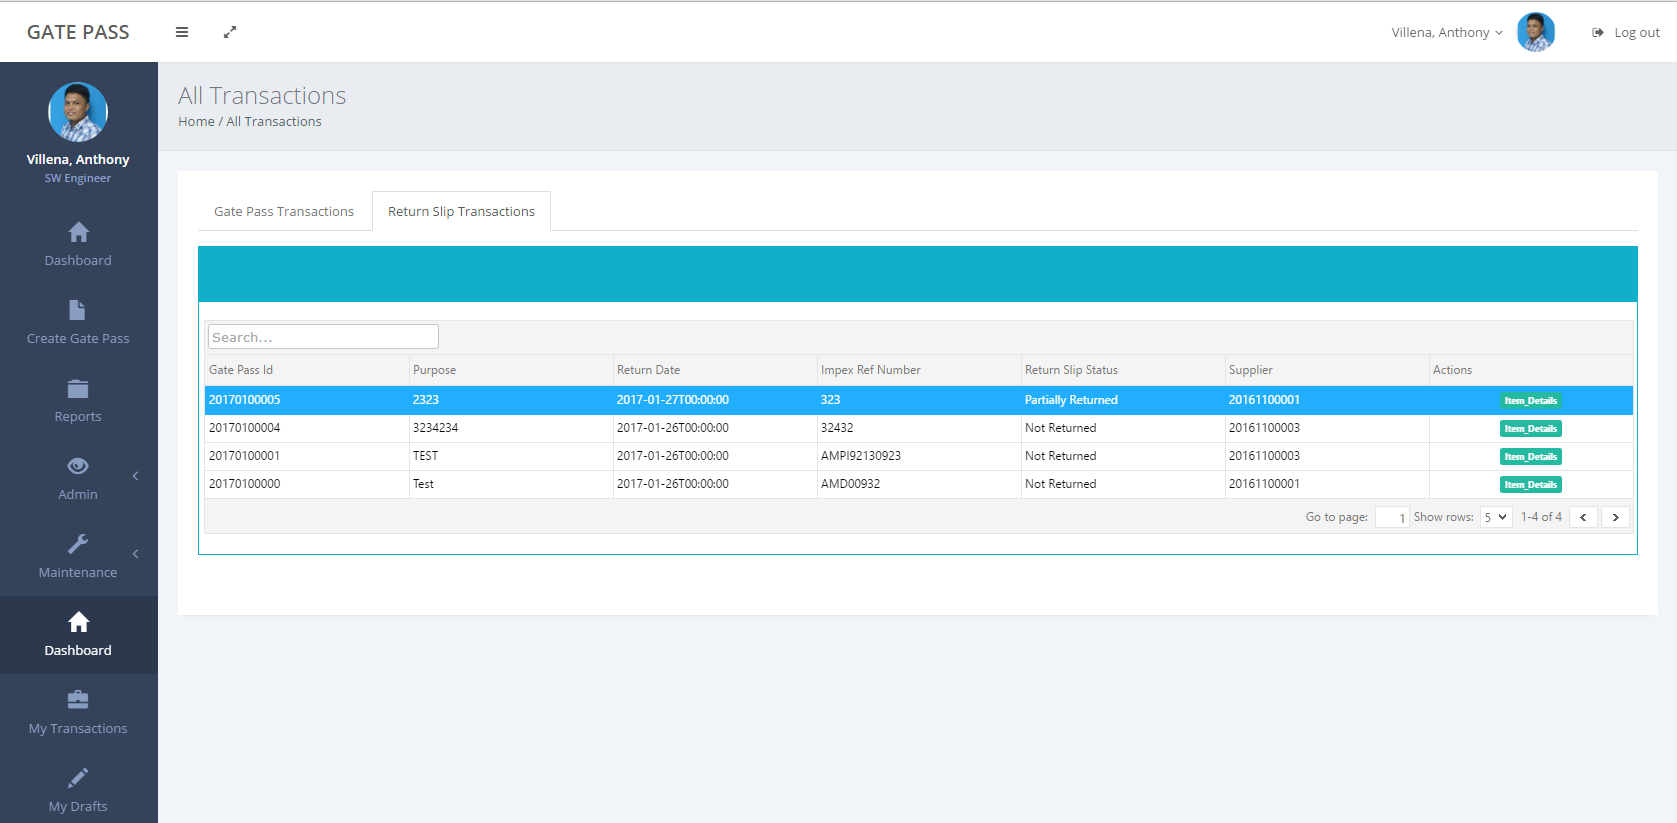 GATE PASS
Villena, Anthony
Log out
Villena, Anthony
SW Engineer
Dashboard
Create Gate Pass
Reports
Admin
Maintenance
Dashboard
My Transactions
My Drafts
All Transactions
Home / All Transactions
Gate Pass Transactions Return Slip Transactions
Search...
Gate Pass Id Purpose Return Date Impex Ref Number Return Slip Status Supplier Actions
20170100005 2323 2017-01-27T00:00:00 323 Partially Returned 20161100001 Item_Details
20170100004 3234234 2017-01-26T00:00:00 32432 Not Returned 20161100003 Item_Details
20170100001 TEST 2017-01-26T00:00:00 AMPI92130923 Not Returned 20161100003 Item_Details
20170100000 Test 2017-01-26T00:00:00 AMD00932 Not Returned 20161100001 Item_Details
Go to page: 1 Show rows: 5 1-4 of 4